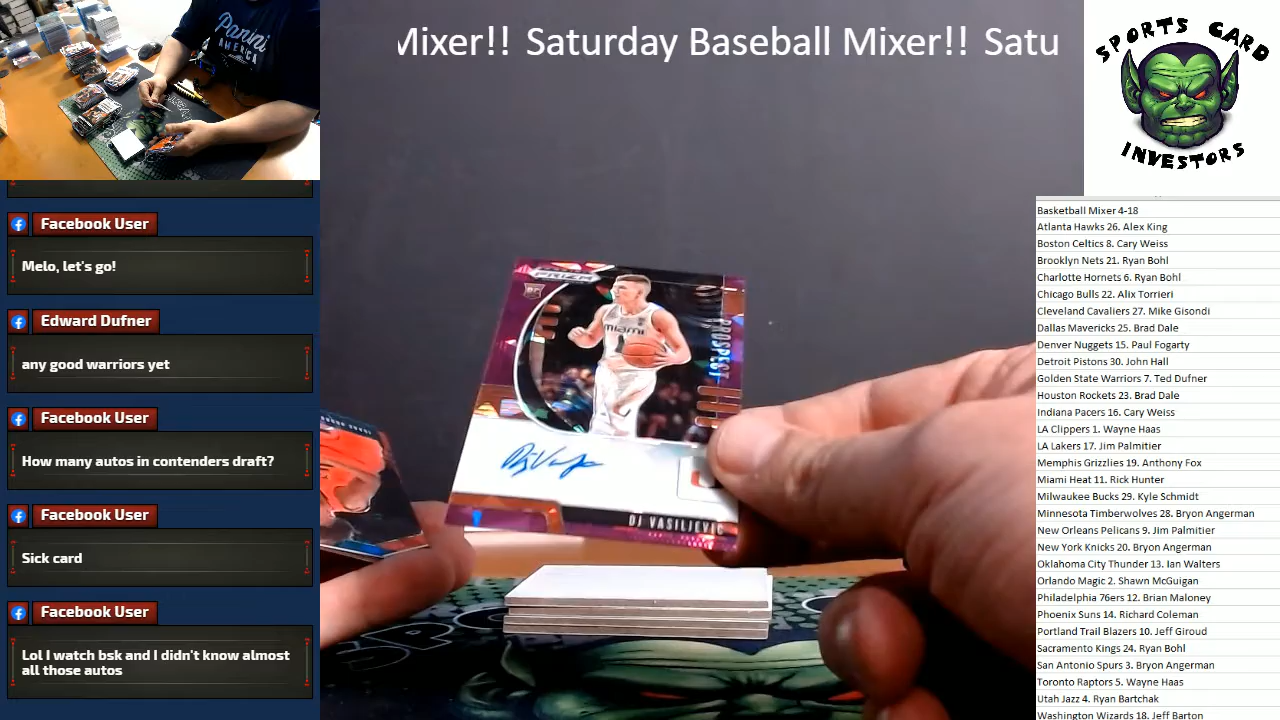 Panini
AMERICA
Mixer!! Saturday Baseball Mixer!! Satu
SPORTS CARD
INVESTORS
Facebook User
Melo, let's go!
Edward Dufner
any good warriors yet
Facebook User
How many autos in contenders draft?
Facebook User
Sick card
Facebook User
Lol I watch bsk and I didn't know almost
all those autos
PRIZM
RC
MIAMI
PROSPECT
DJ VASILJEVIC
Basketball Mixer 4-18
Atlanta Hawks 26. Alex King
Boston Celtics 8. Cary Weiss
Brooklyn Nets 21. Ryan Bohl
Charlotte Hornets 6. Ryan Bohl
Chicago Bulls 22. Alix Torrieri
Cleveland Cavaliers 27. Mike Gisondi
Dallas Mavericks 25. Brad Dale
Denver Nuggets 15. Paul Fogarty
Detroit Pistons 30. John Hall
Golden State Warriors 7. Ted Dufner
Houston Rockets 23. Brad Dale
Indiana Pacers 16. Cary Weiss
LA Clippers 1. Wayne Haas
LA Lakers 17. Jim Palmitier
Memphis Grizzlies 19. Anthony Fox
Miami Heat 11. Rick Hunter
Milwaukee Bucks 29. Kyle Schmidt
Minnesota Timberwolves 28. Bryon Angerman
New Orleans Pelicans 9. Jim Palmitier
New York Knicks 20. Bryon Angerman
Oklahoma City Thunder 13. Ian Walters
Orlando Magic 2. Shawn McGuigan
Philadelphia 76ers 12. Brian Maloney
Phoenix Suns 14. Richard Coleman
Portland Trail Blazers 10. Jeff Giroud
Sacramento Kings 24. Ryan Bohl
San Antonio Spurs 3. Bryon Angerman
Toronto Raptors 5. Wayne Haas
Utah Jazz 4. Ryan Bartchak
Washington Wizards 18. Jeff Barton